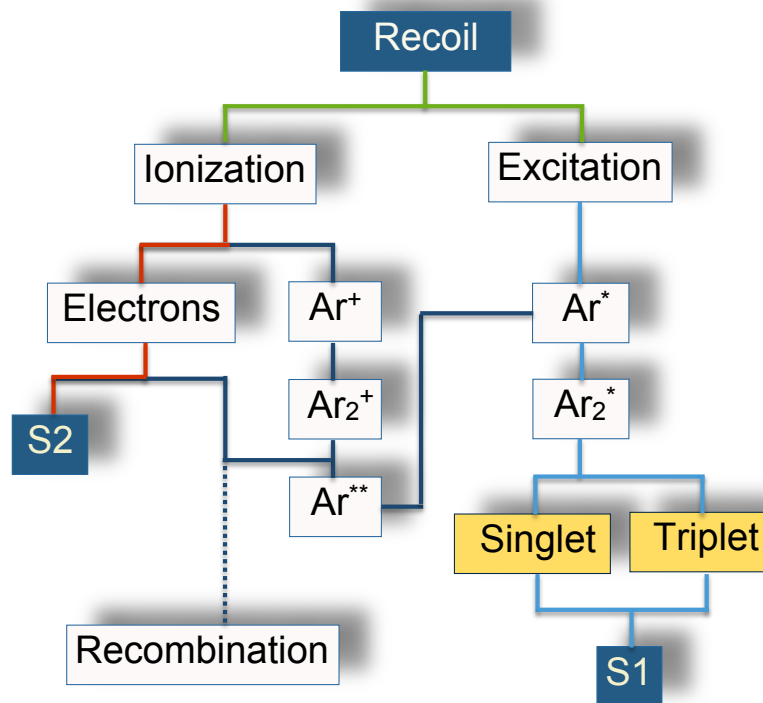 Recoil
Ionization
Excitation
Electrons
Ar⁺
Ar*
Ar₂⁺
Ar₂*
S2
Ar**
Singlet
Triplet
Recombination
S1